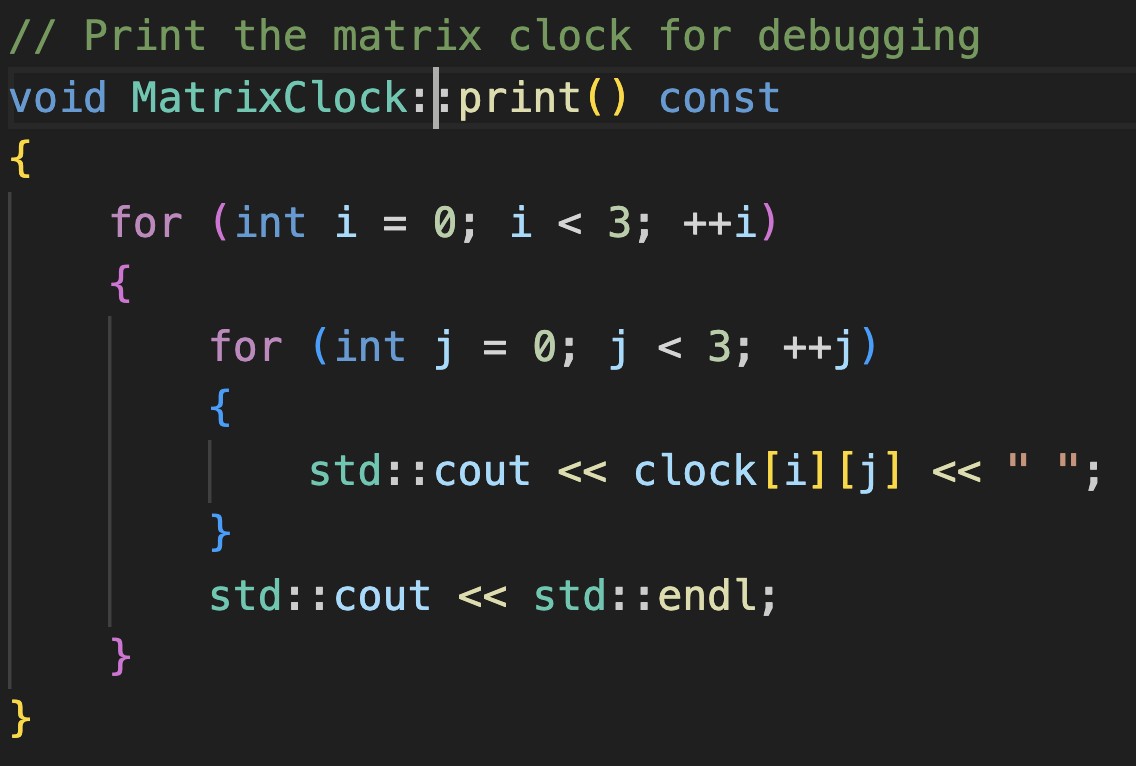 // Print the matrix clock for debugging
void MatrixClock::print() const
{
    for (int i = 0; i < 3; ++i)
    {
        for (int j = 0; j < 3; ++j)
        {
            std::cout << clock[i][j] << " ";
        }
        std::cout << std::endl;
    }
}